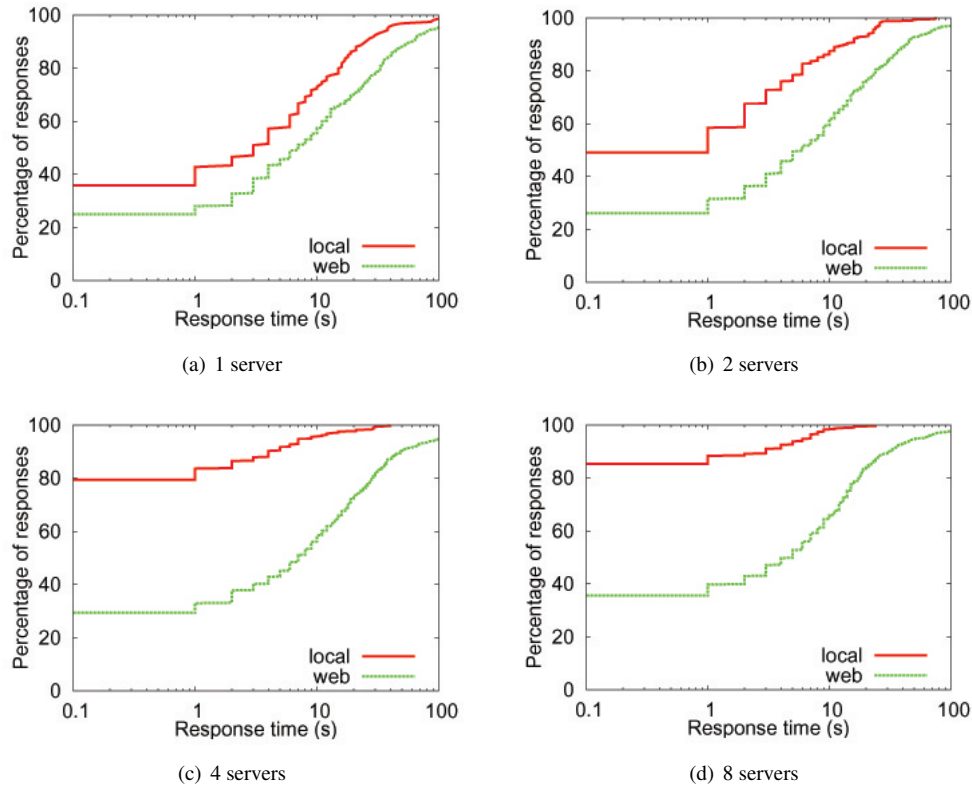 100
80
60
40
20
0
Percentage of responses
local
web
0.1 1 10 100
Response time (s)
(a) 1 server
100
80
60
40
20
0
Percentage of responses
local
web
0.1 1 10 100
Response time (s)
(b) 2 servers
100
80
60
40
20
0
Percentage of responses
local
web
0.1 1 10 100
Response time (s)
(c) 4 servers
100
80
60
40
20
0
Percentage of responses
local
web
0.1 1 10 100
Response time (s)
(d) 8 servers